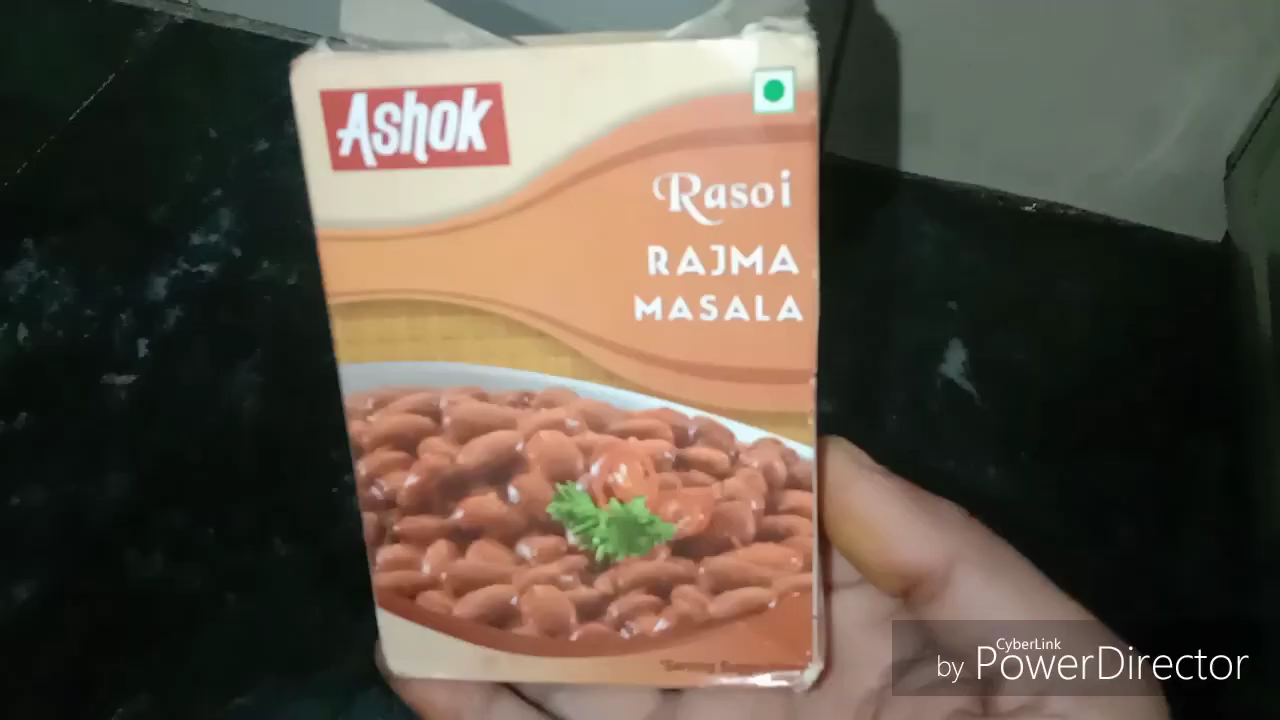 Ashok
Rasoi
RAJMA
MASALA
CyberLink
by PowerDirector